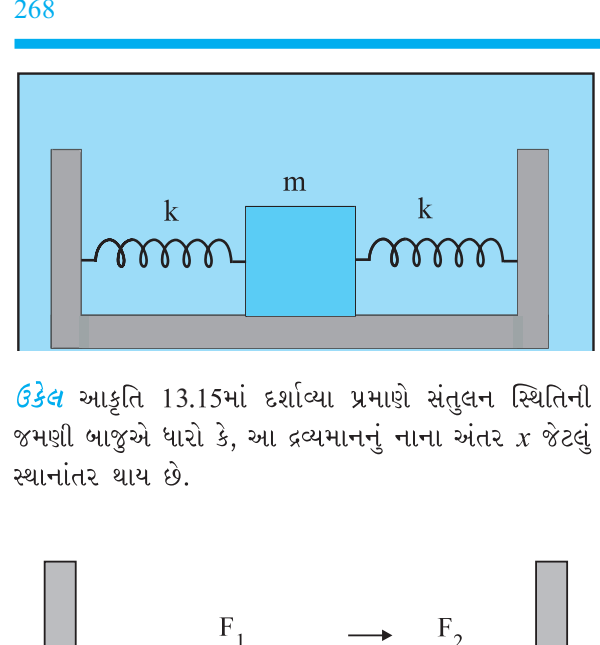 268
m
k k
ઉકેલ આકૃતિ 13.15માં દર્શાવ્યા પ્રમાણે સંતુલન સ્થિતિની
જમણી બાજુએ ધારો કે, આ દ્રવ્યમાનનું નાના અંતર x જેટલું
સ્થાનાંતર થાય છે.
F1 F2